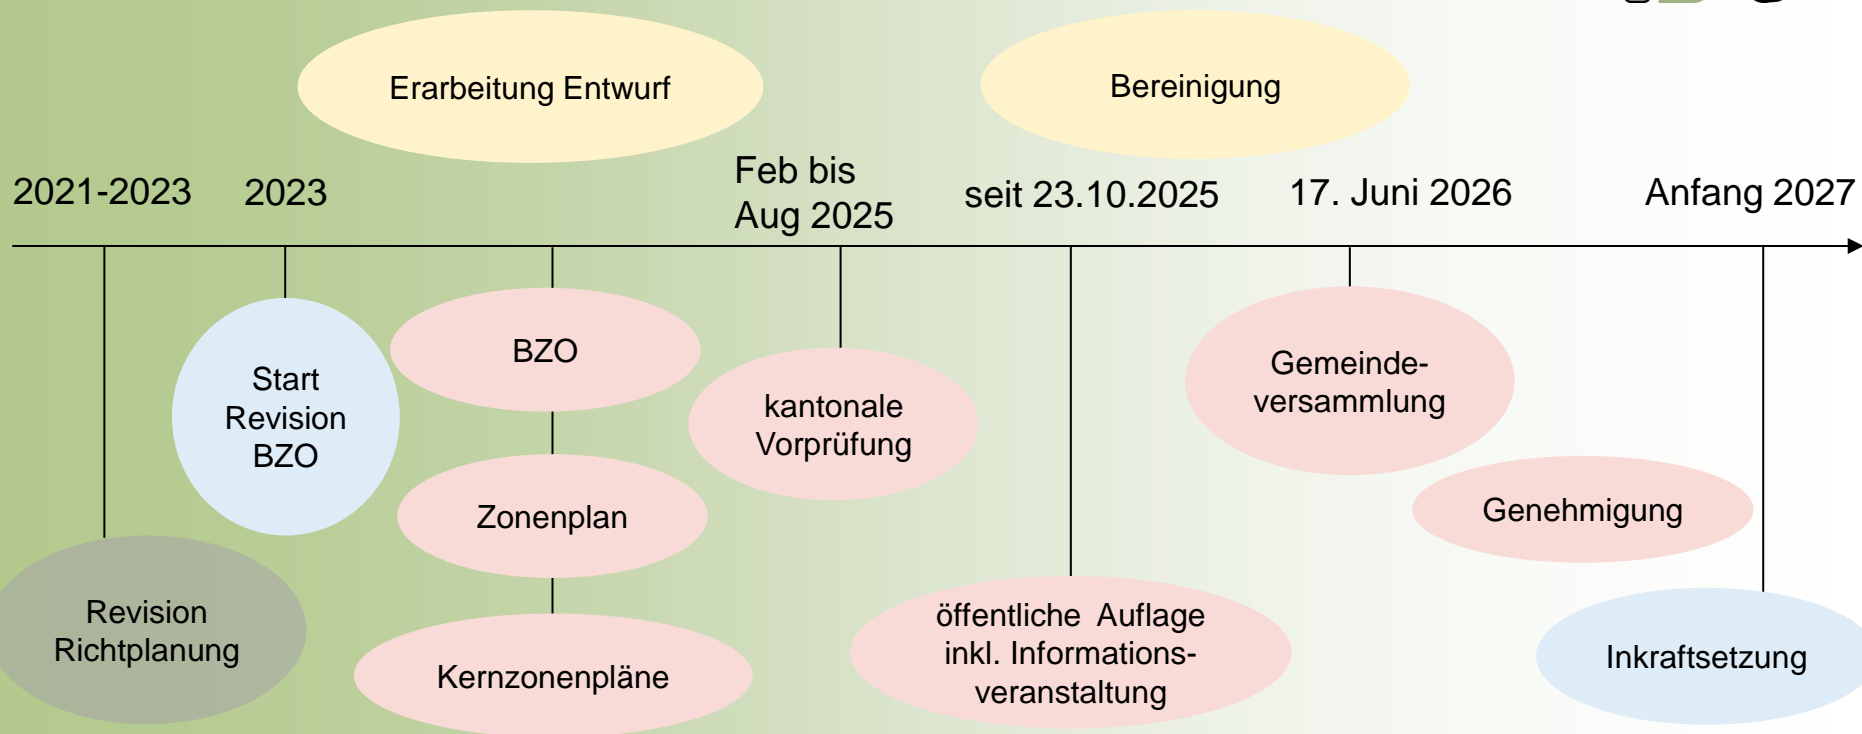 Erarbeitung Entwurf
Bereinigung
2021-2023
2023
Feb bis
Aug 2025
seit 23.10.2025
17. Juni 2026
Anfang 2027
Start
Revision
BZO
BZO
kantonale
Vorprüfung
Gemeinde-
versammlung
Zonenplan
Genehmigung
Revision
Richtplanung
Kernzonenpläne
öffentliche Auflage
inkl. Informations-
veranstaltung
Inkraftsetzung